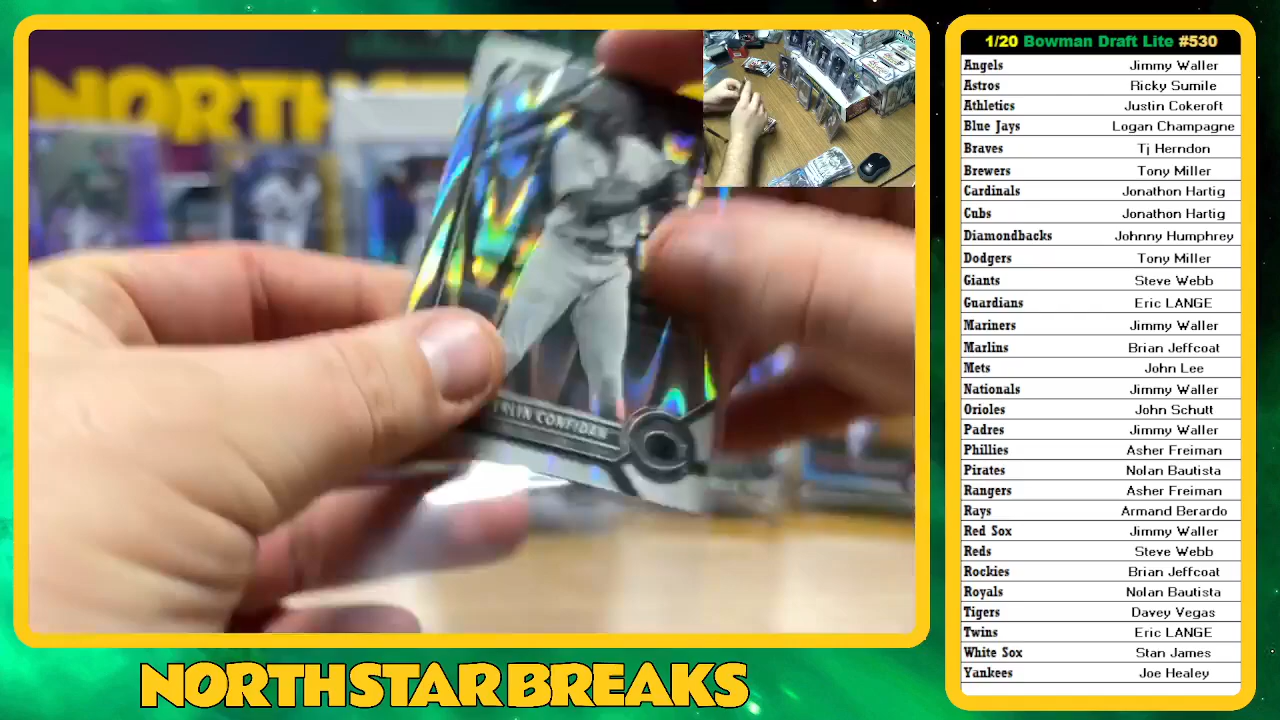 NORTH
ERLIN CONFIDAN
C
NORTHSTAR BREAKS
1/20 Bowman Draft Lite #530
Angels Jimmy Waller
Astros Ricky Sumile
Athletics Justin Cokeroft
Blue Jays Logan Champagne
Braves Tj Herndon
Brewers Tony Miller
Cardinals Jonathon Hartig
Cubs Jonathon Hartig
Diamondbacks Johnny Humphrey
Dodgers Tony Miller
Giants Steve Webb
Guardians Eric LANGE
Mariners Jimmy Waller
Marlins Brian Jeffcoat
Mets John Lee
Nationals Jimmy Waller
Orioles John Schutt
Padres Jimmy Waller
Phillies Asher Freiman
Pirates Nolan Bautista
Rangers Asher Freiman
Rays Armand Berardo
Red Sox Jimmy Waller
Reds Steve Webb
Rockies Brian Jeffcoat
Royals Nolan Bautista
Tigers Davey Vegas
Twins Eric LANGE
White Sox Stan James
Yankees Joe Healey